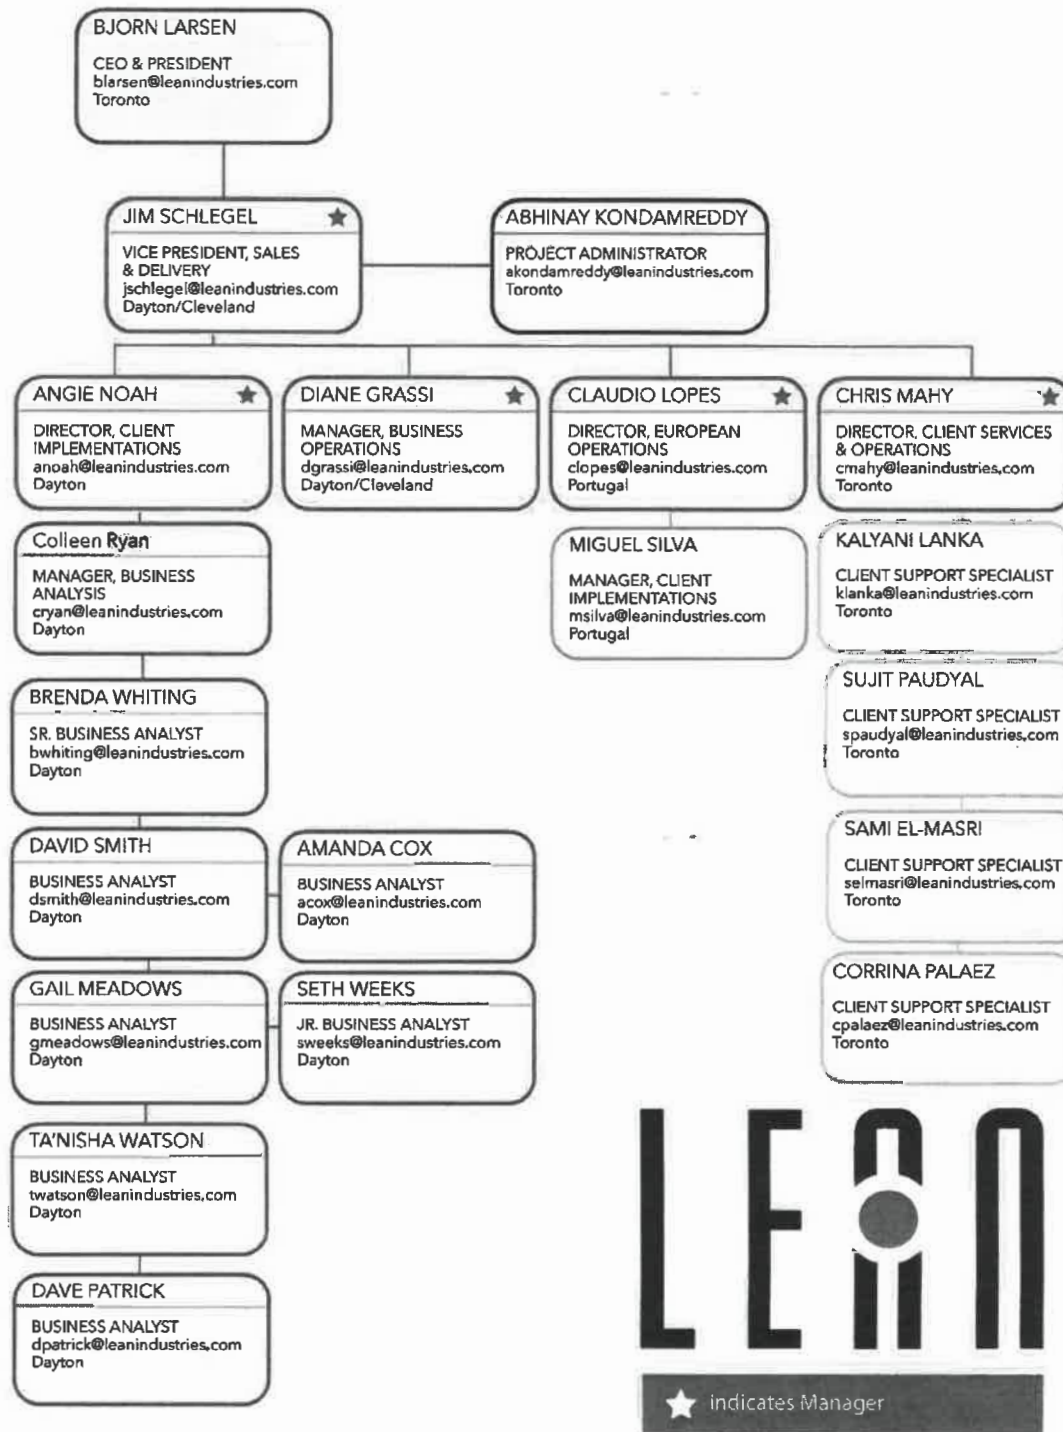 BJORN LARSEN
CEO & PRESIDENT
blarsen@leanindustries.com
Toronto
JIM SCHLEGEL
VICE PRESIDENT, SALES
& DELIVERY
jschlegel@leanindustries.com
Dayton/Cleveland
ABHINAY KONDAMREDDY
PROJECT ADMINISTRATOR
akondamreddy@leanindustries.com
Toronto
ANGIE NOAH
DIRECTOR, CLIENT
IMPLEMENTATIONS
anoah@leanindustries.com
Dayton
DIANE GRASSI
MANAGER, BUSINESS
OPERATIONS
dgrassi@leanindustries.com
Dayton/Cleveland
CLAUDIO LOPES
DIRECTOR, EUROPEAN
OPERATIONS
clopes@leanindustries.com
Portugal
CHRIS MAHY
DIRECTOR, CLIENT SERVICES
& OPERATIONS
cmahy@leanindustries.com
Toronto
Colleen Ryan
MANAGER, BUSINESS
ANALYSIS
cryan@leanindustries.com
Dayton
MIGUEL SILVA
MANAGER, CLIENT
IMPLEMENTATIONS
msilva@leanindustries.com
Portugal
KALYANI LANKA
CLIENT SUPPORT SPECIALIST
klanka@leanindustries.com
Toronto
BRENDA WHITING
SR. BUSINESS ANALYST
bwhiting@leanindustries.com
Dayton
SUJIT PAUDYAL
CLIENT SUPPORT SPECIALIST
spaudyal@leanindustries.com
Toronto
DAVID SMITH
BUSINESS ANALYST
dsmith@leanindustries.com
Dayton
AMANDA COX
BUSINESS ANALYST
acox@leanindustries.com
Dayton
SAMI EL-MASRI
CLIENT SUPPORT SPECIALIST
selmasri@leanindustries.com
Toronto
GAIL MEADOWS
BUSINESS ANALYST
gmeadows@leanindustries.com
Dayton
SETH WEEKS
JR. BUSINESS ANALYST
sweeks@leanindustries.com
Dayton
CORRINA PALAEZ
CLIENT SUPPORT SPECIALIST
cpalaez@leanindustries.com
Toronto
TA'NISHA WATSON
BUSINESS ANALYST
twatson@leanindustries.com
Dayton
DAVE PATRICK
BUSINESS ANALYST
dpatrick@leanindustries.com
Dayton
LEAN
indicates Manager